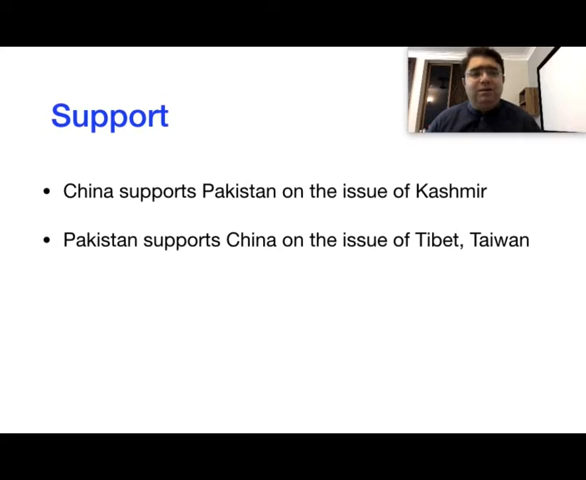 Support
• China supports Pakistan on the issue of Kashmir
• Pakistan supports China on the issue of Tibet, Taiwan